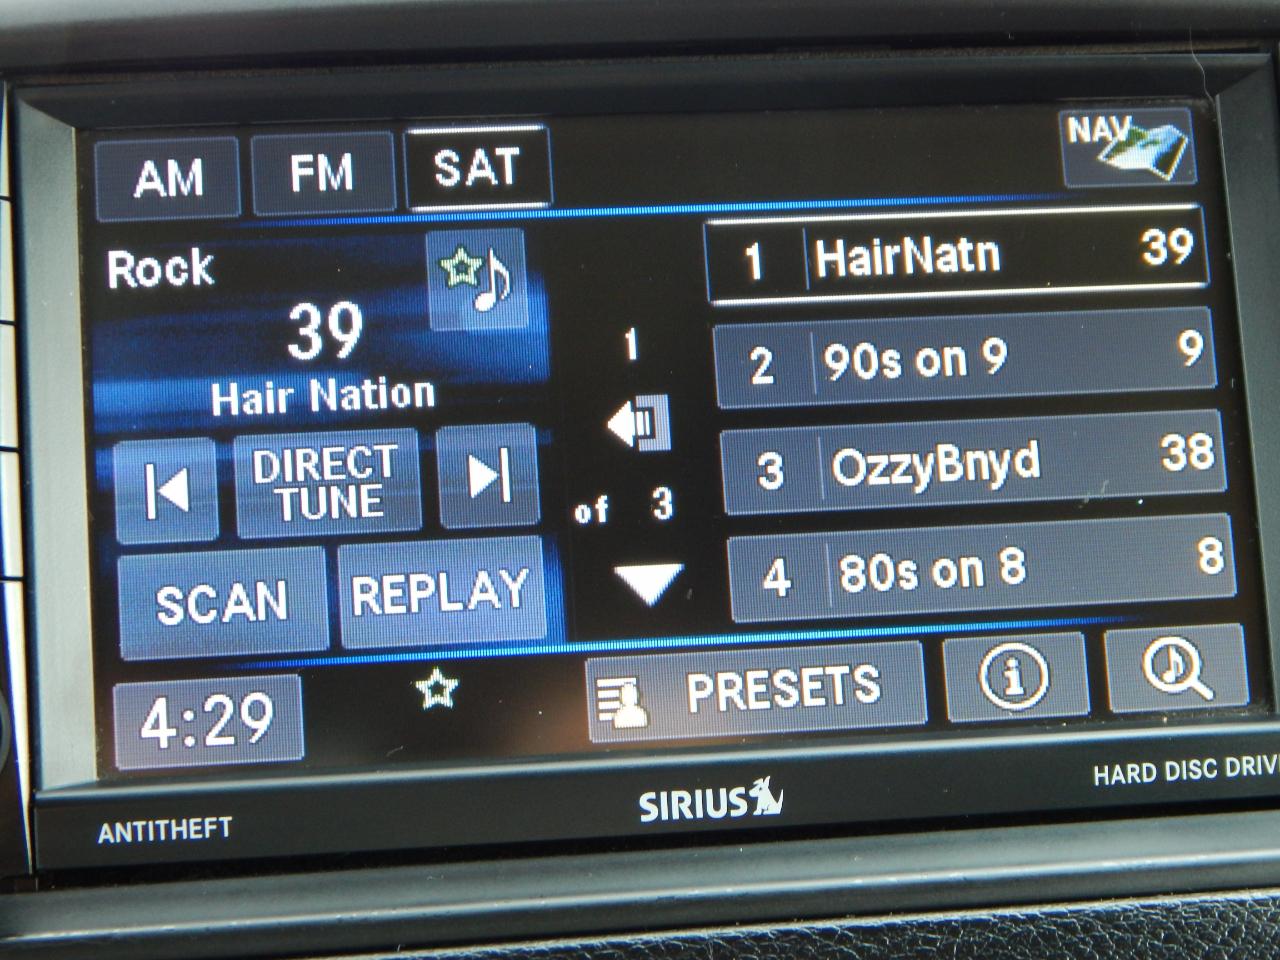 AM FM SAT NAV
Rock
39
Hair Nation
DIRECT
TUNE
SCAN REPLAY
1
of 3
1 HairNatn 39
2 90s on 9 9
3 OzzyBnyd 38
4 80s on 8 8
4:29 PRESETS i
ANTITHEFT SIRIUS HARD DISC DRIV